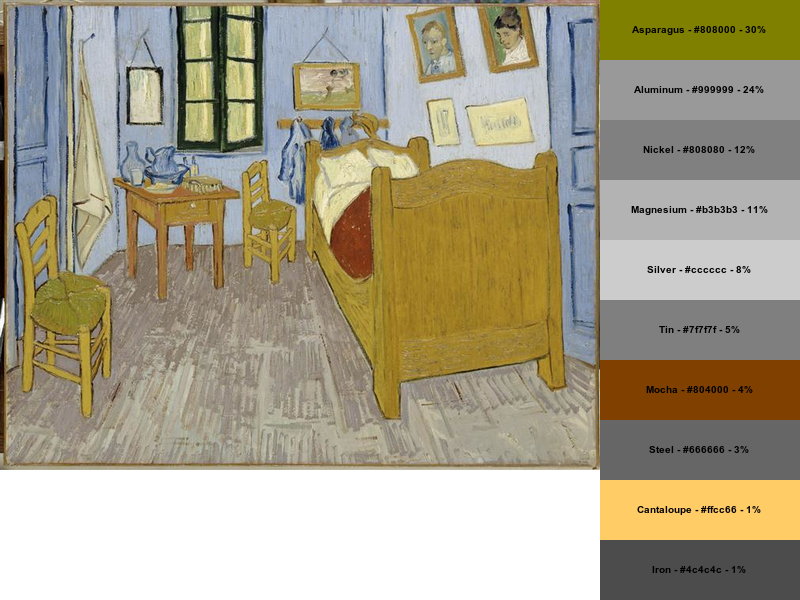 Asparagus - #808000 - 30%
Aluminum - #999999 - 24%
Nickel - #808080 - 12%
Magnesium - #b3b3b3 - 11%
Silver - #cccccc - 8%
Tin - #7f7f7f - 5%
Mocha - #804000 - 4%
Steel - #666666 - 3%
Cantaloupe - #ffcc66 - 1%
Iron - #4c4c4c - 1%